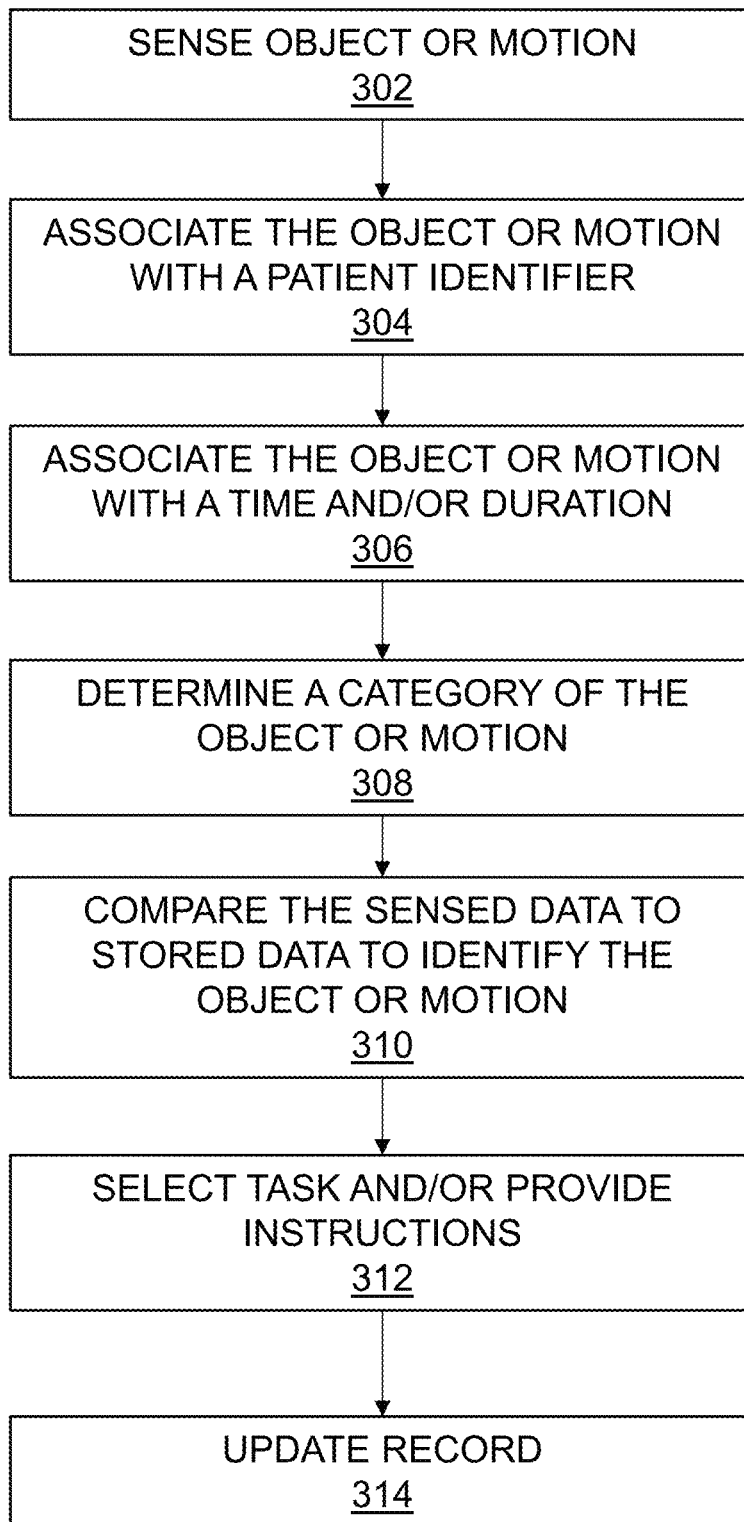 SENSE OBJECT OR MOTION
302
ASSOCIATE THE OBJECT OR MOTION
WITH A PATIENT IDENTIFIER
304
ASSOCIATE THE OBJECT OR MOTION
WITH A TIME AND/OR DURATION
306
DETERMINE A CATEGORY OF THE
OBJECT OR MOTION
308
COMPARE THE SENSED DATA TO
STORED DATA TO IDENTIFY THE
OBJECT OR MOTION
310
SELECT TASK AND/OR PROVIDE
INSTRUCTIONS
312
UPDATE RECORD
314